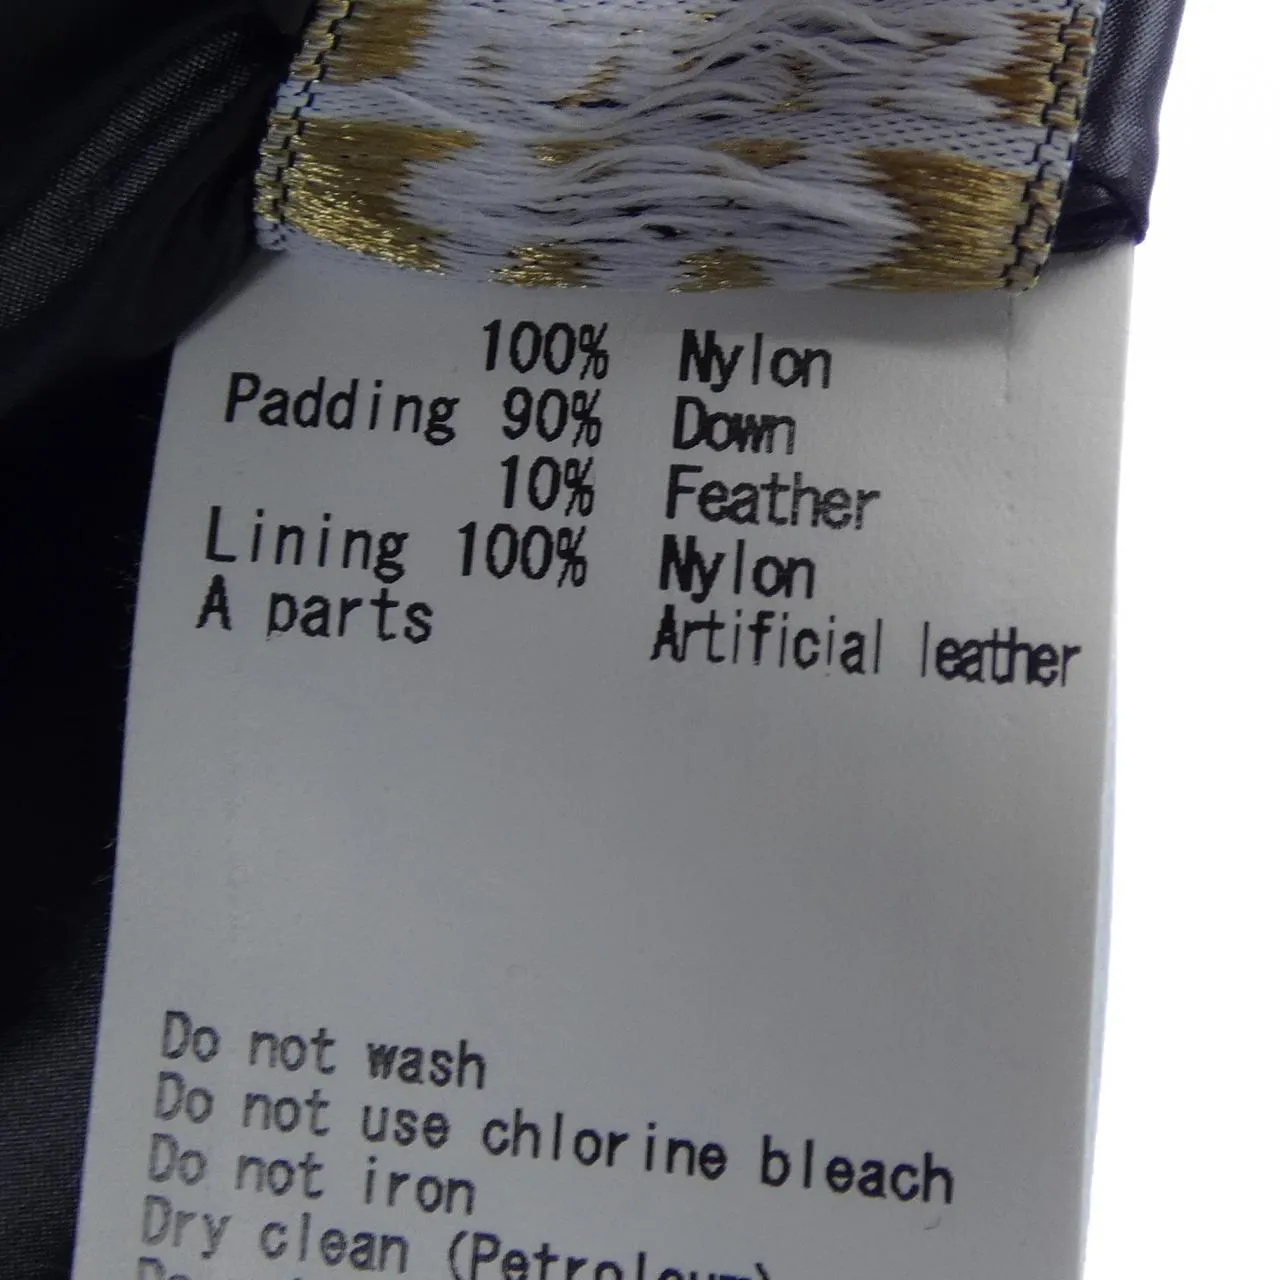 100% Nylon
Padding 90% Down
10% Feather
Lining 100% Nylon
A parts Artificial leather
Do not wash
Do not use chlorine bleach
Do not iron
Dry clean (Petroleum)